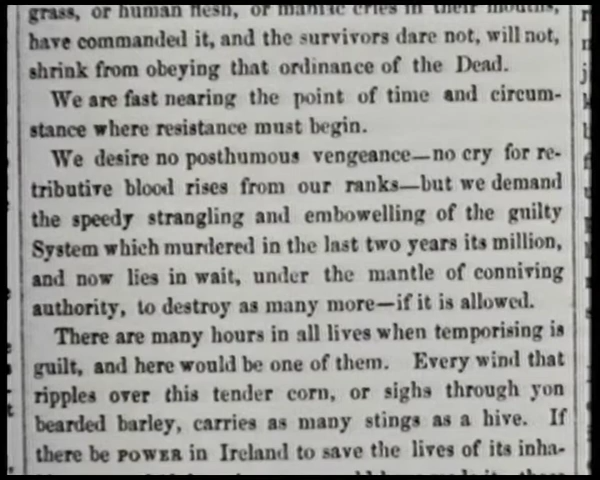 grass, or human flesh, or maniac cries in their mouths,
have commanded it, and the survivors dare not, will not,
shrink from obeying that ordinance of the Dead.
We are fast nearing the point of time and circum-
stance where resistance must begin.
We desire no posthumous vengeance—no cry for re-
tributive blood rises from our ranks—but we demand
the speedy strangling and embowelling of the guilty
System which murdered in the last two years its million,
and now lies in wait, under the mantle of conniving
authority, to destroy as many more—if it is allowed.
There are many hours in all lives when temporising is
guilt, and here would be one of them. Every wind that
ripples over this tender corn, or sighs through yon
bearded barley, carries as many stings as a hive. If
there be POWER in Ireland to save the lives of its inha-